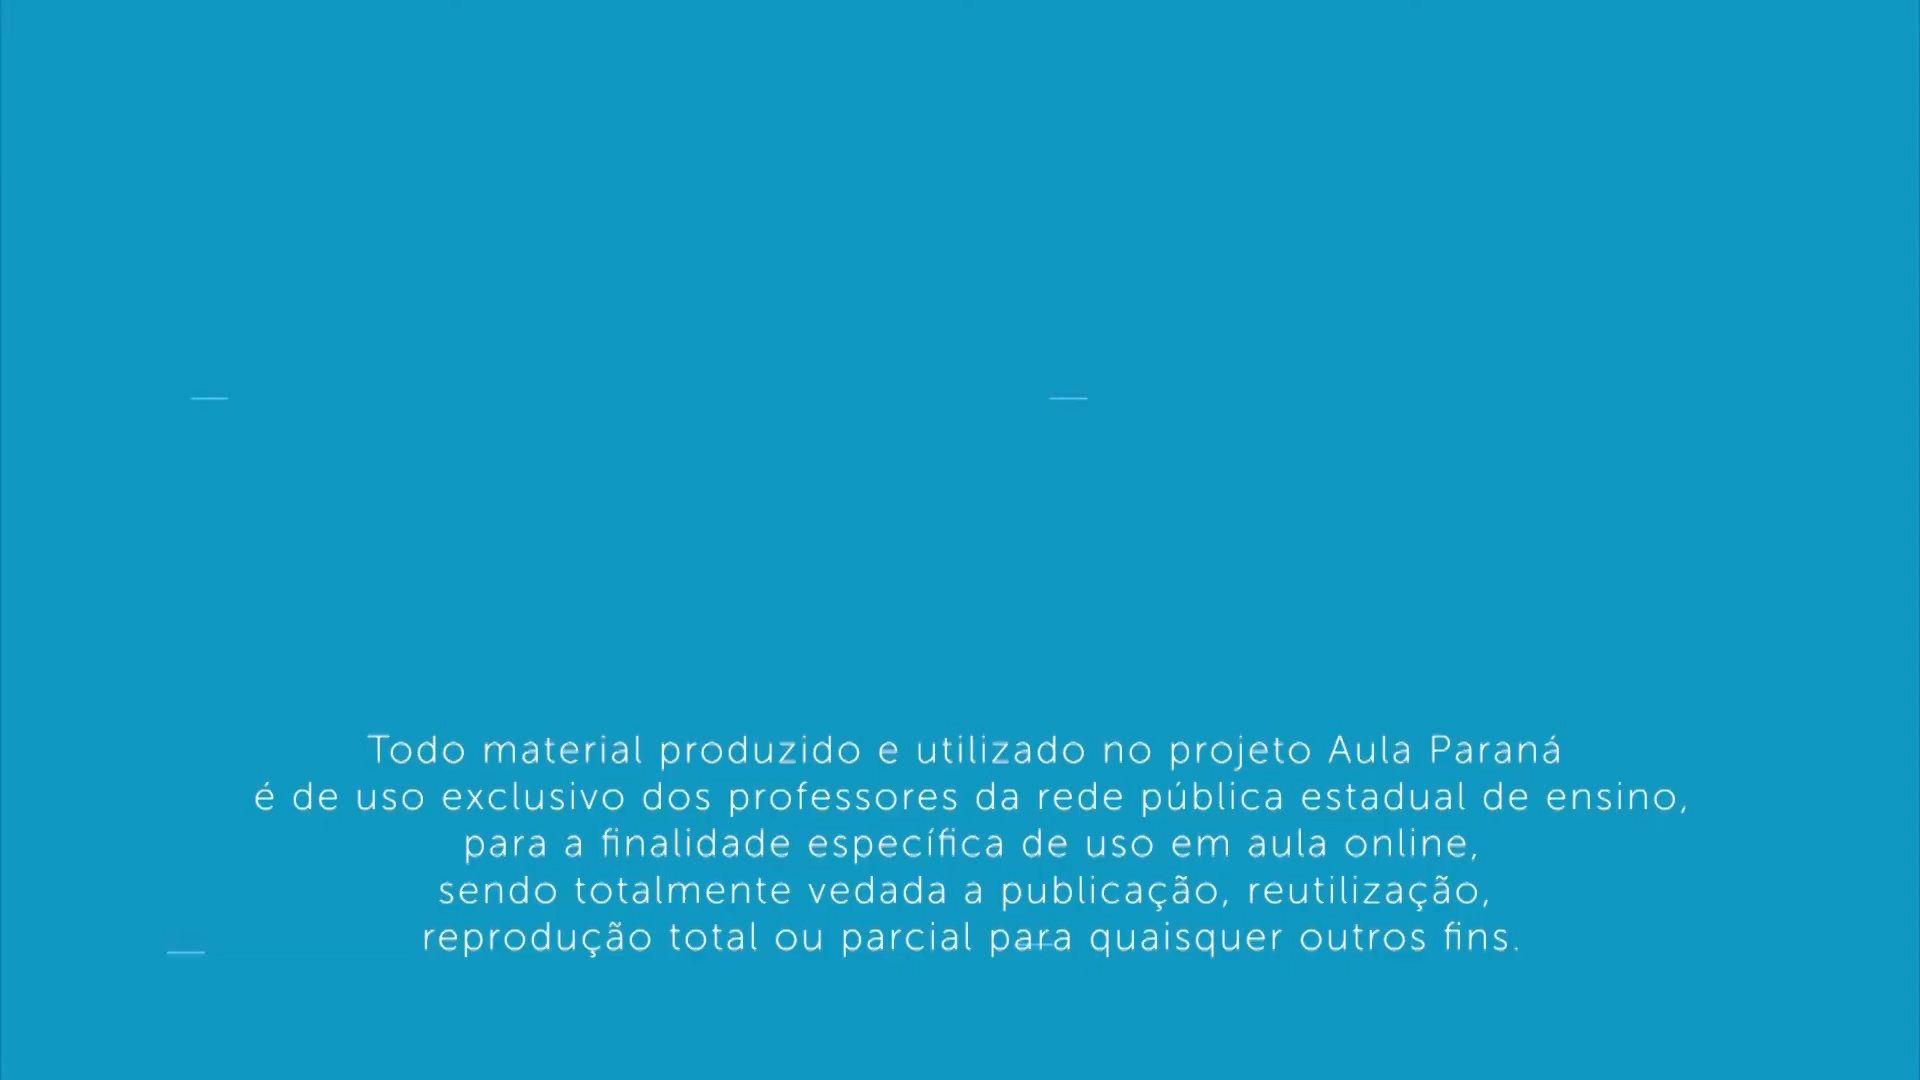 Todo material produzido e utilizado no projeto Aula Paraná
é de uso exclusivo dos professores da rede pública estadual de ensino,
para a finalidade específica de uso em aula online,
sendo totalmente vedada a publicação, reutilização,
reprodução total ou parcial para quaisquer outros fins.